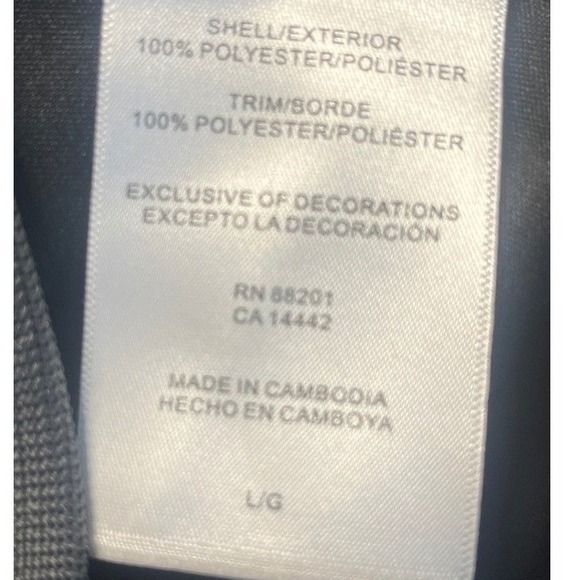 SHELL/EXTERIOR
100% POLYESTER/POLIÉSTER
TRIM/BORDE
100% POLYESTER/POLIÉSTER
EXCLUSIVE OF DECORATIONS
EXCEPTO LA DECORACIÓN
RN 88201
CA 14442
MADE IN CAMBODIA
HECHO EN CAMBOYA
L/G